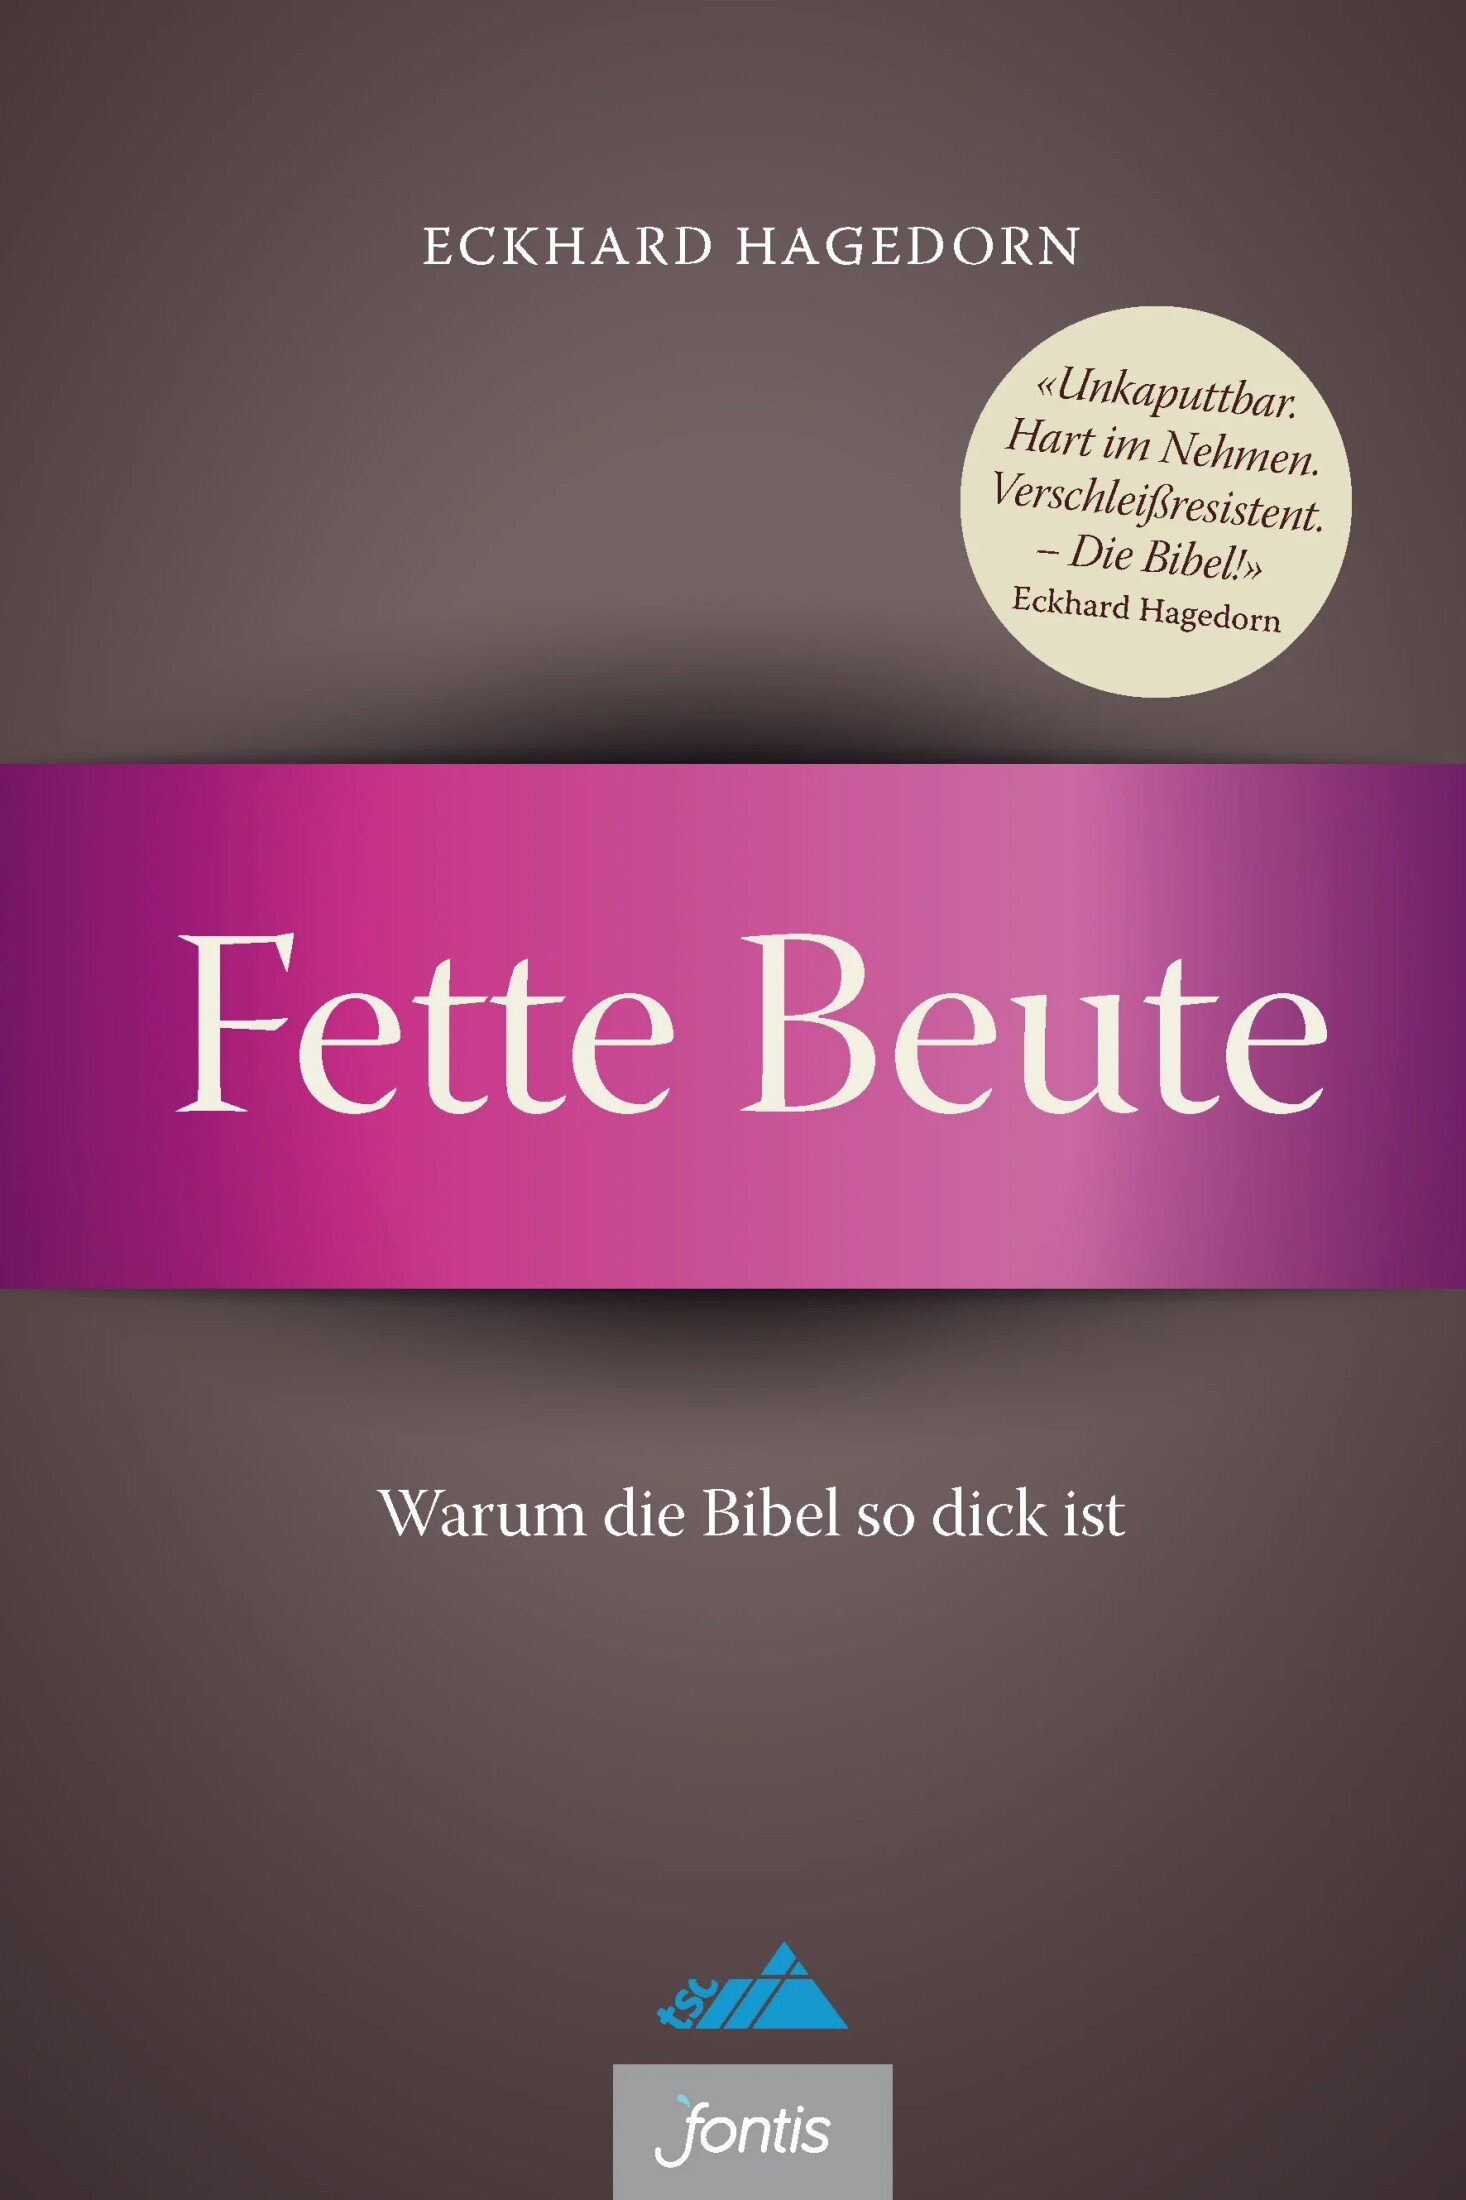 ECKHARD HAGEDORN
«Unkaputtbar.
Hart im Nehmen.
Verschleißresistent.
– Die Bibel!»
Eckhard Hagedorn
Fette Beute
Warum die Bibel so dick ist
tsc
fontis